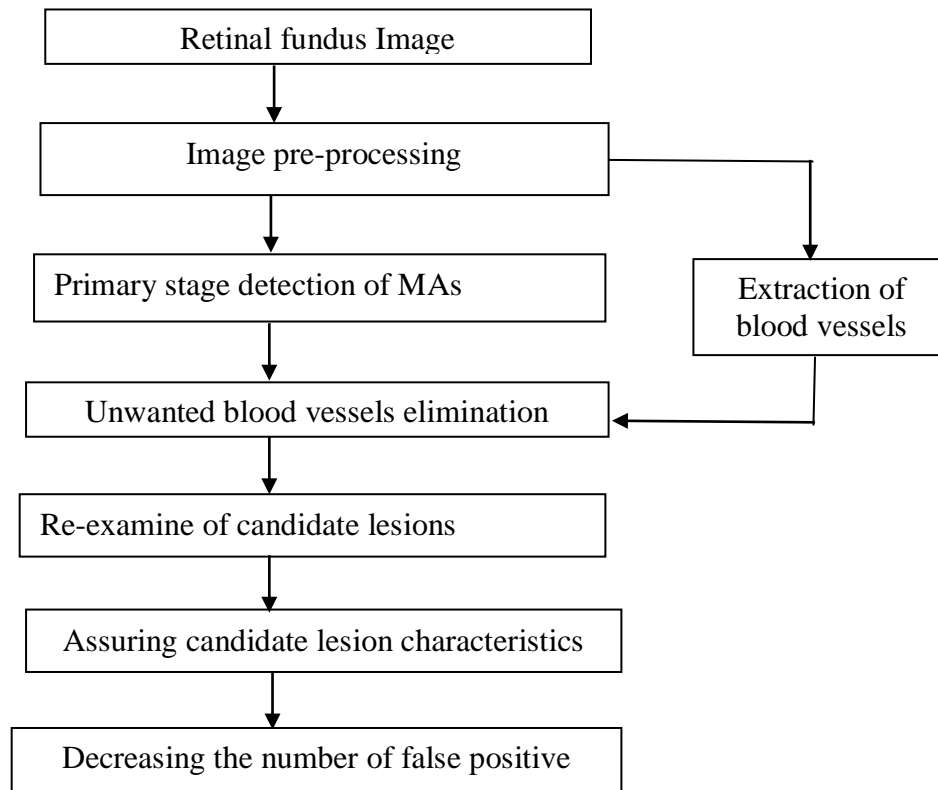 Retinal fundus Image
Image pre-processing
Primary stage detection of MAs
Extraction of
blood vessels
Unwanted blood vessels elimination
Re-examine of candidate lesions
Assuring candidate lesion characteristics
Decreasing the number of false positive